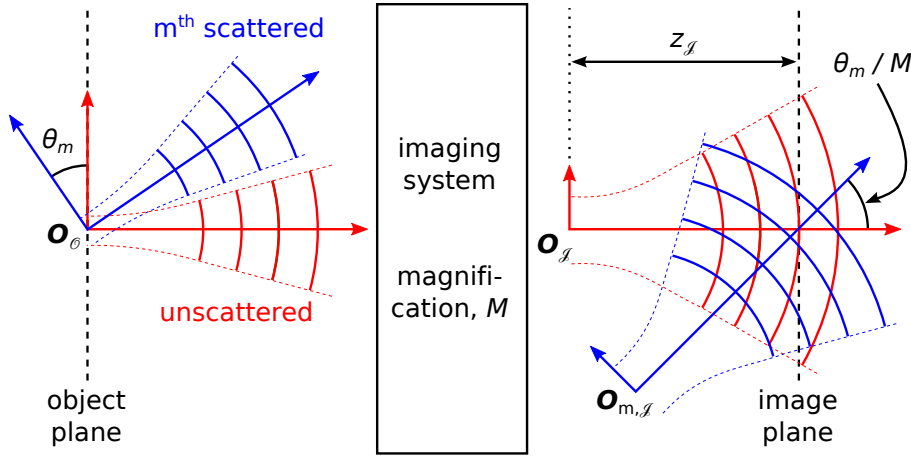 mᵗʰ scattered
θₘ
O𝒪
unscattered
object
plane
imaging
system
magnifi-
cation, M
z𝒥
θₘ / M
O𝒥
Oₘ,𝒥
image
plane